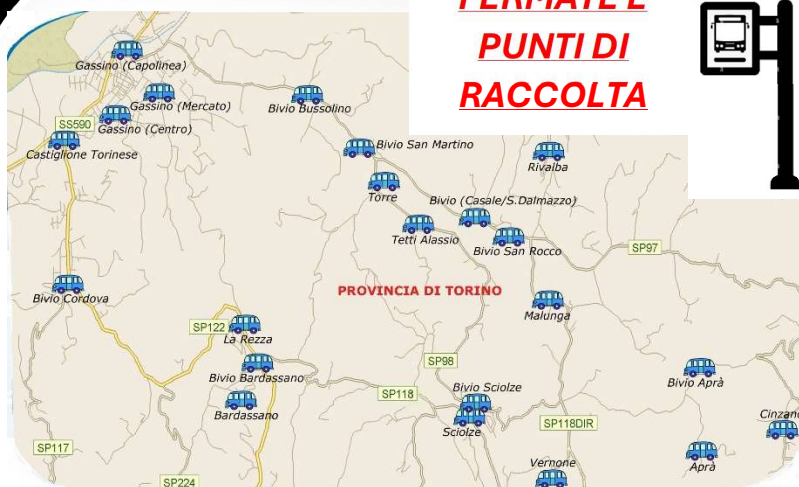 FERMATE E
PUNTI DI
RACCOLTA
Gassino (Capolinea)
Gassino (Mercato)
Bivio Bussolino
SS590
Gassino (Centro)
Castiglione Torinese
Bivio San Martino
Rivalba
Torre
Bivio (Casale/S.Dalmazzo)
Tetti Alassio
Bivio San Rocco
SP97
PROVINCIA DI TORINO
Bivio Cordova
Malunga
SP122
La Rezza
SP98
Bivio Bardassano
Bivio Aprà
Bivio Sciolze
SP118
Bardassano
Cinzano
Sciolze
SP118DIR
SP117
Vernone
Aprà
SP224